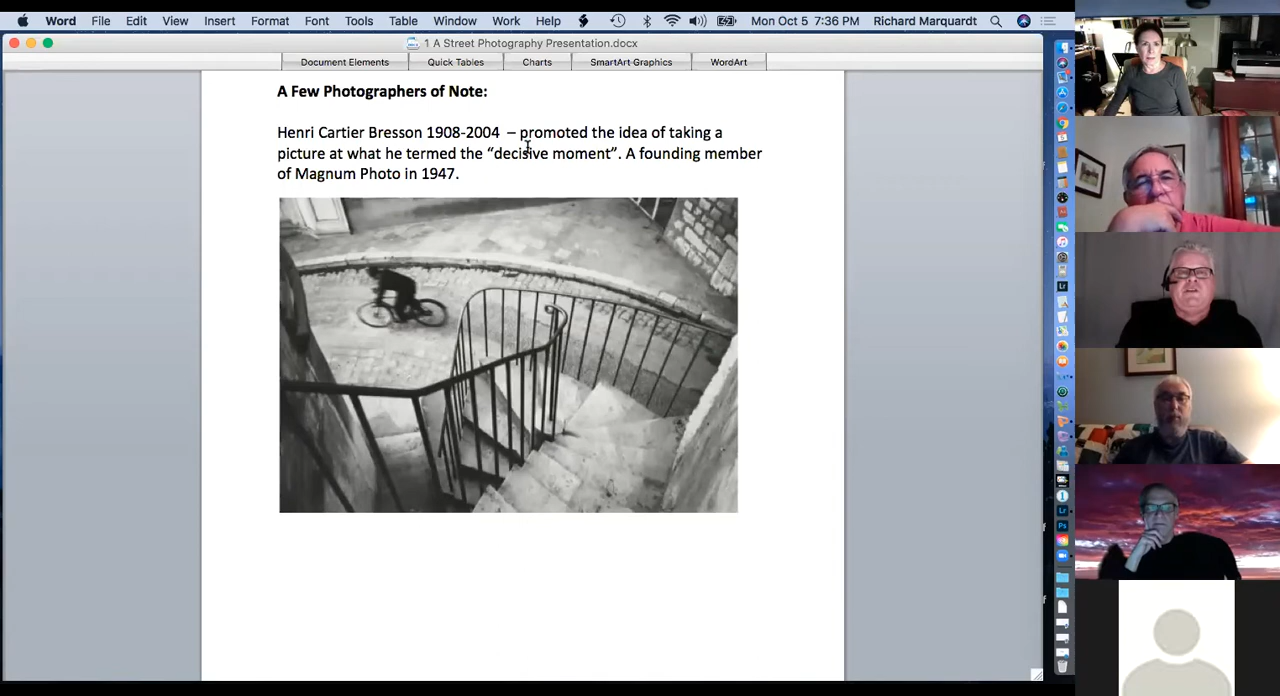 Word File Edit View Insert Format Font Tools Table Window Work Help Mon Oct 5 7:36 PM Richard Marquardt
1 A Street Photography Presentation.docx
Document Elements Quick Tables Charts SmartArt Graphics WordArt
A Few Photographers of Note:
Henri Cartier Bresson 1908-2004 – promoted the idea of taking a
picture at what he termed the “decisive moment”. A founding member
of Magnum Photo in 1947.
Lr
Lr
Ps